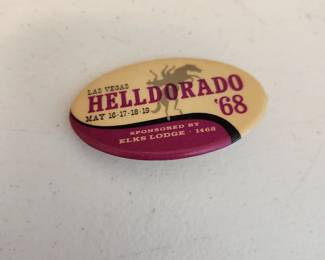 LAS VEGAS
HELLDORADO
MAY 16-17-18-19 '68
SPONSORED BY
ELKS LODGE · 1468